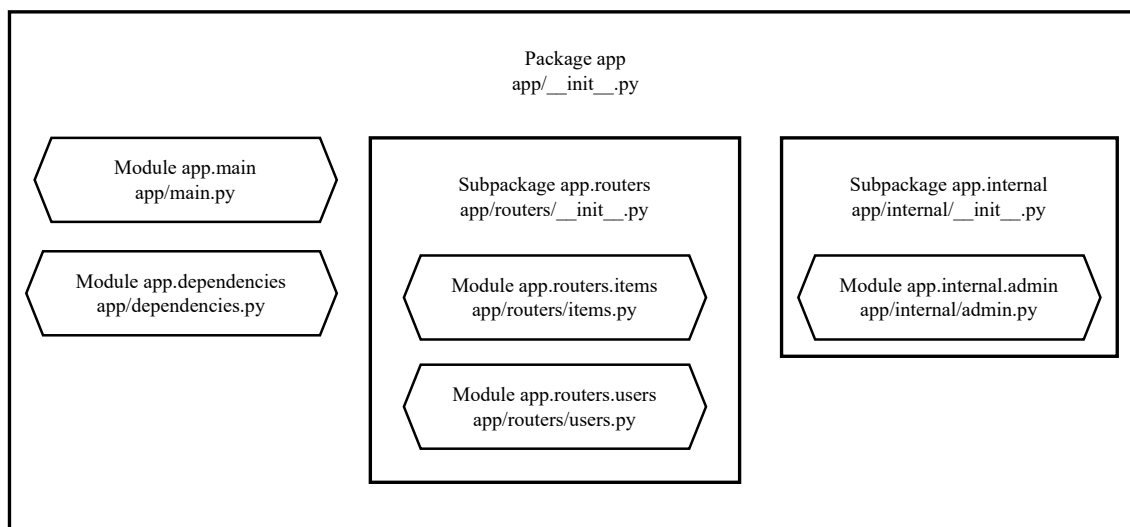 Package app
app/__init__.py
Module app.main
app/main.py
Module app.dependencies
app/dependencies.py
Subpackage app.routers
app/routers/__init__.py
Module app.routers.items
app/routers/items.py
Module app.routers.users
app/routers/users.py
Subpackage app.internal
app/internal/__init__.py
Module app.internal.admin
app/internal/admin.py